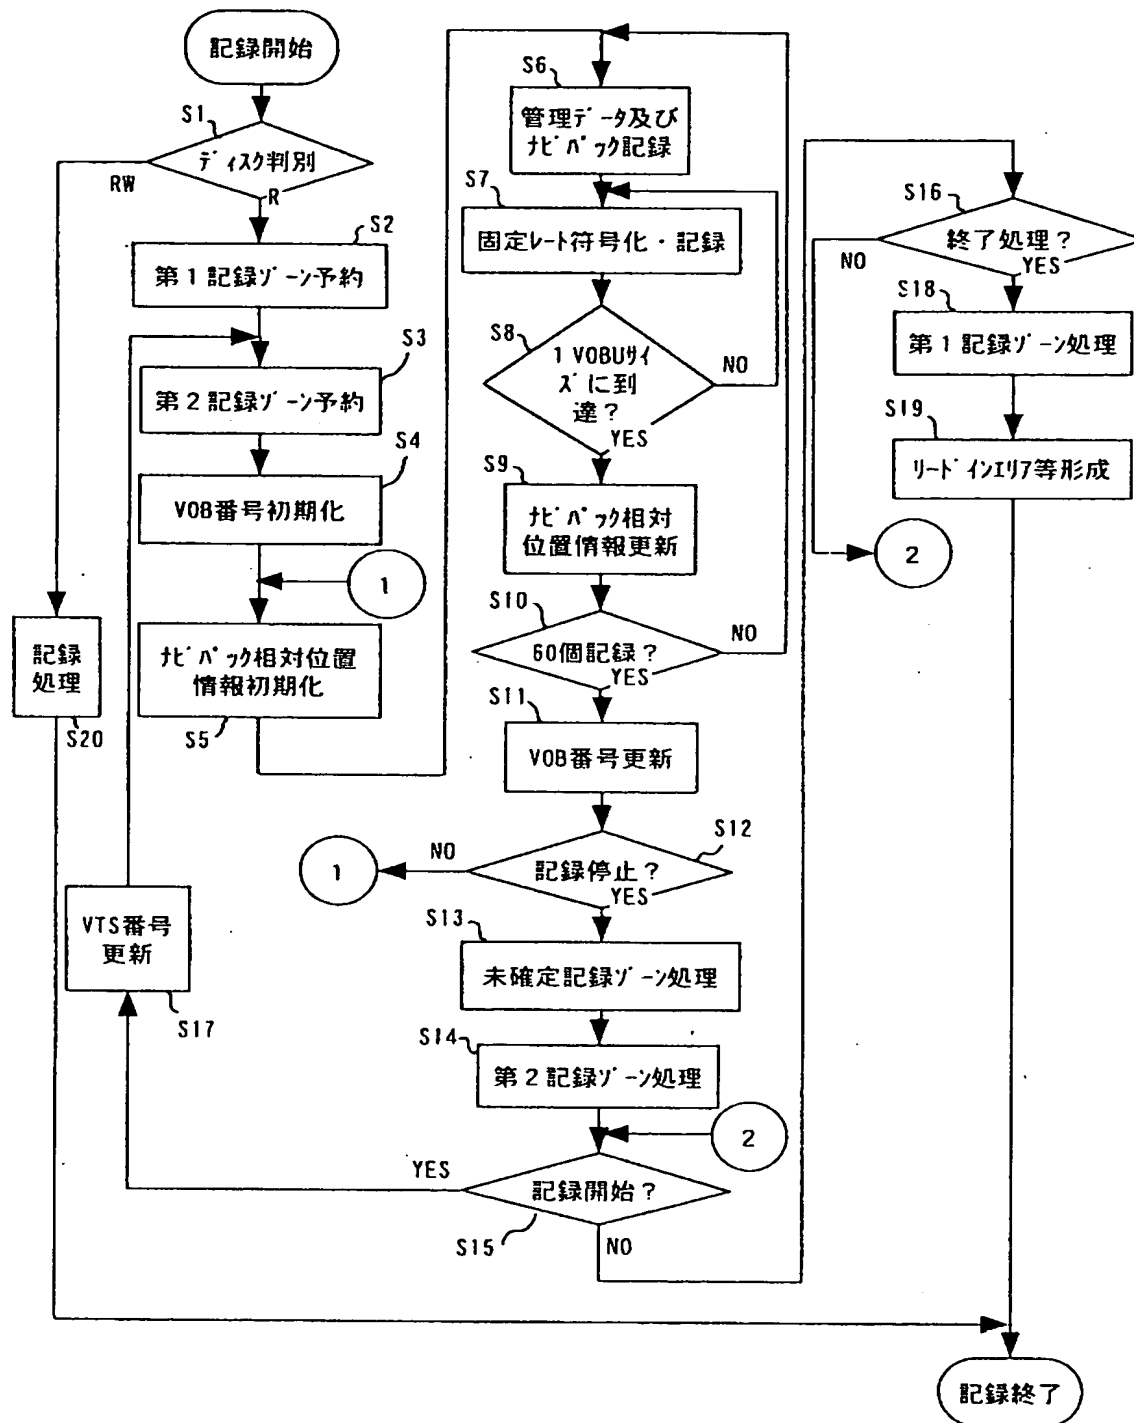 記録開始
S1
ディスク判別
RW
R
S2
第1記録ゾーン予約
S3
第2記録ゾーン予約
S4
VOB番号初期化
1
ナビパック相対位置
情報初期化
S5
記録
処理
S20
VTS番号
更新
S17
S6
管理データ及び
ナビパック記録
S7
固定レート符号化・記録
S8
1 VOBUサイ
ズに到
達?
NO
YES
S9
ナビパック相対
位置情報更新
S10
60個記録?
NO
YES
S11
VOB番号更新
S12
記録停止?
NO
1
YES
S13
未確定記録ゾーン処理
S14
第2記録ゾーン処理
2
記録開始?
YES
S15
NO
S16
終了処理?
NO
YES
S18
第1記録ゾーン処理
S19
リードインエリア等形成
2
記録終了